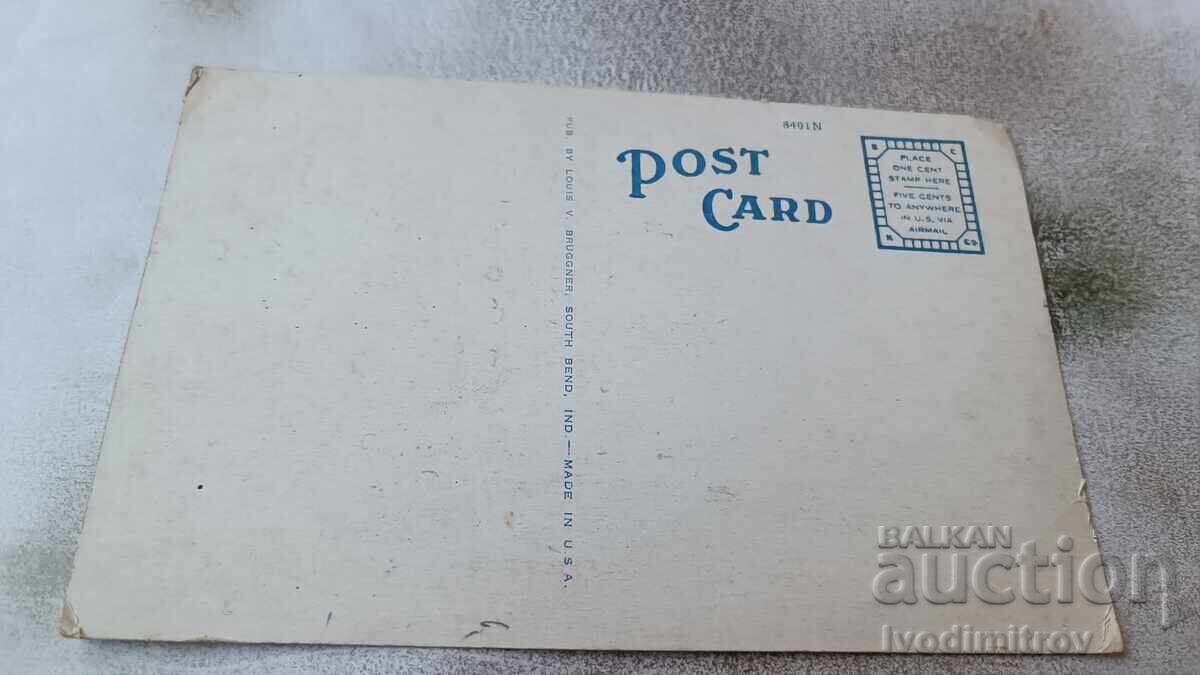 8401N
POST
CARD
PLACE
ONE CENT
STAMP HERE
FIVE CENTS
TO ANYWHERE
IN U.S. VIA
AIRMAIL
PUB. BY LOUIS V. BRUGGNER, SOUTH BEND, IND.—MADE IN U.S.A.
BALKAN
auction
Ivodimitrov